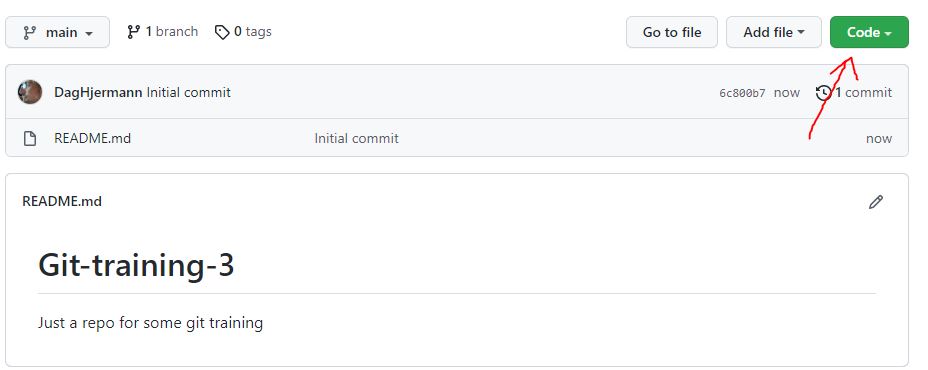 main 1 branch 0 tags Go to file Add file Code
DagHjermann Initial commit 6c800b7 now 1 commit
README.md Initial commit now
README.md
Git-training-3
Just a repo for some git training